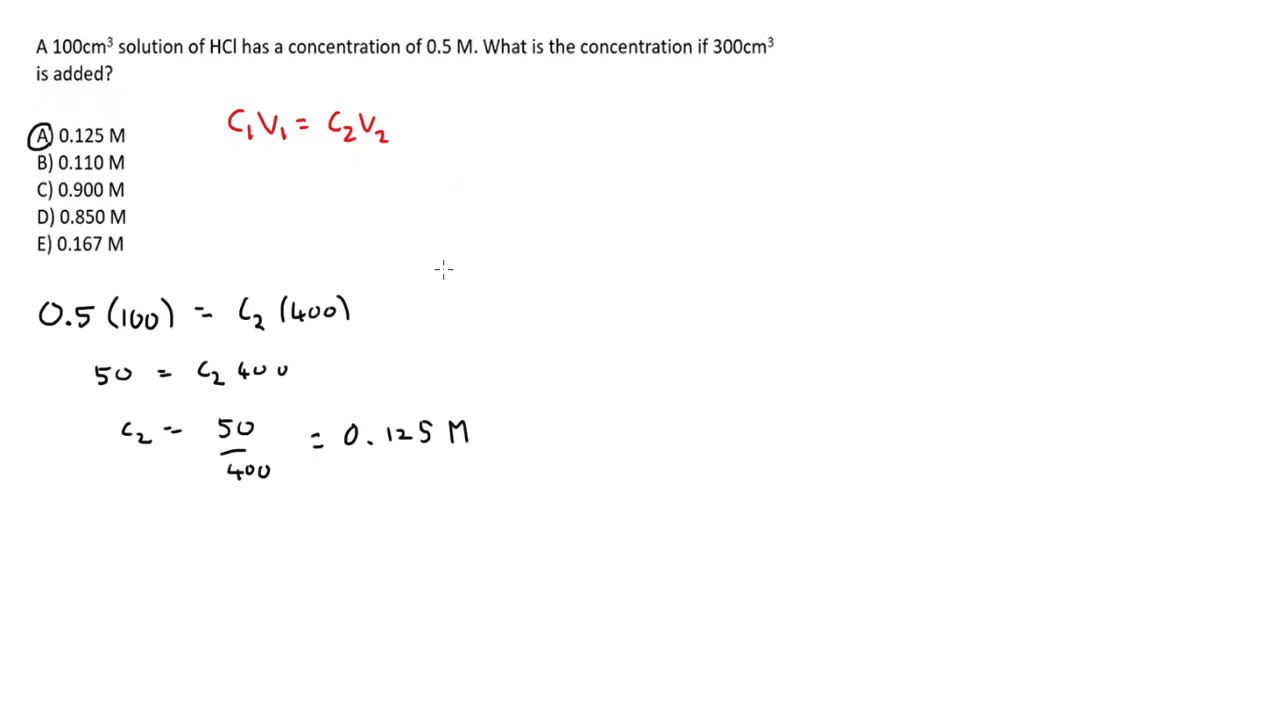 A 100cm³ solution of HCl has a concentration of 0.5 M. What is the concentration if 300cm³
is added?
A) 0.125 M
B) 0.110 M
C) 0.900 M
D) 0.850 M
E) 0.167 M
C₁V₁ = C₂V₂
0.5 (100) = C₂ (400)
50 = C₂ 400
C₂ = 50/400 = 0.125 M